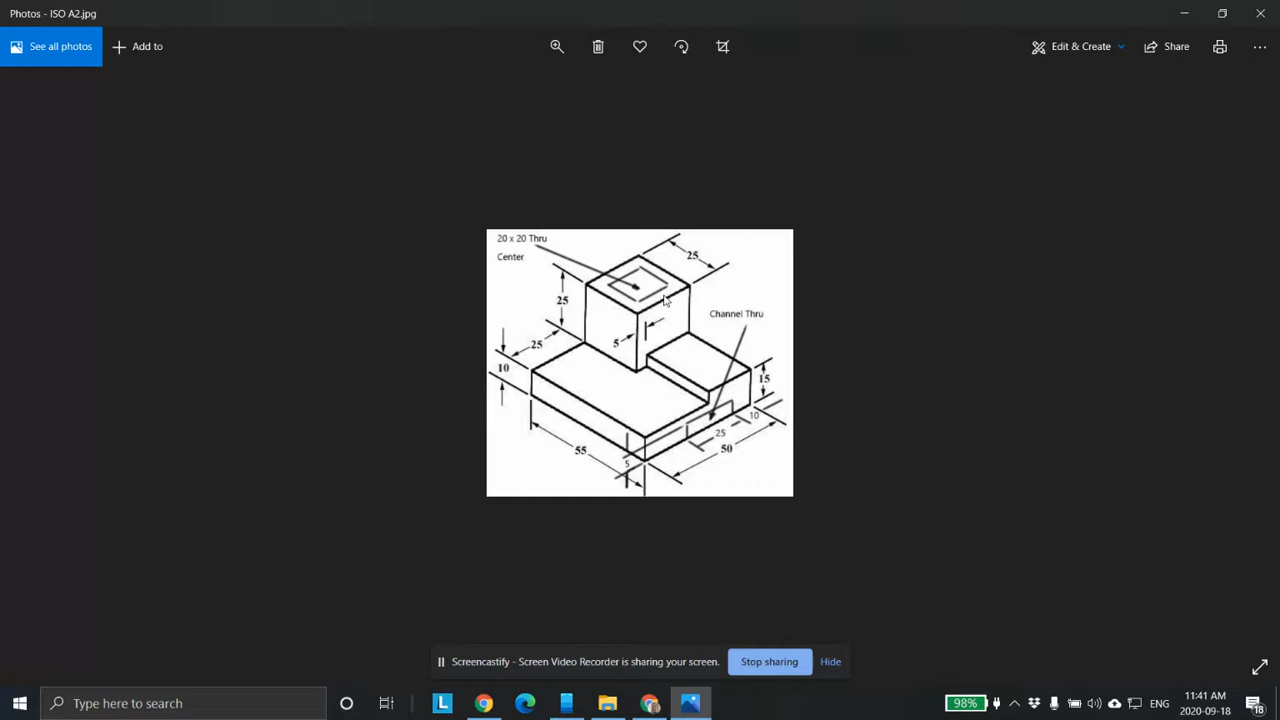 Photos - ISO A2.jpg
See all photos
Add to
Edit & Create
Share
20 x 20 Thru
Center
25
25
Channel Thru
5
25
10
15
10
25
55
50
5
Screencastify - Screen Video Recorder is sharing your screen.
Stop sharing
Hide
Type here to search
L
98%
ENG
11:41 AM
2020-09-18
18